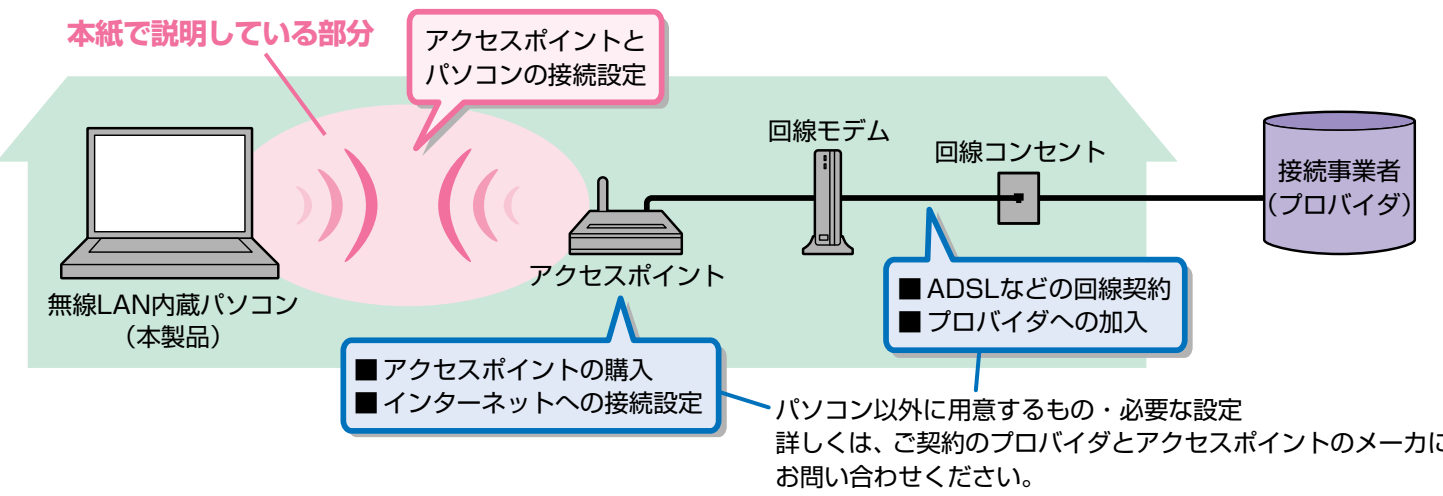 本紙で説明している部分
アクセスポイントと
パソコンの接続設定
回線モデム
回線コンセント
接続事業者
（プロバイダ）
アクセスポイント
無線LAN内蔵パソコン
（本製品）
■ ADSLなどの回線契約
■ プロバイダへの加入
■ アクセスポイントの購入
■ インターネットへの接続設定
パソコン以外に用意するもの・必要な設定
詳しくは、ご契約のプロバイダとアクセスポイントのメーカに
お問い合わせください。